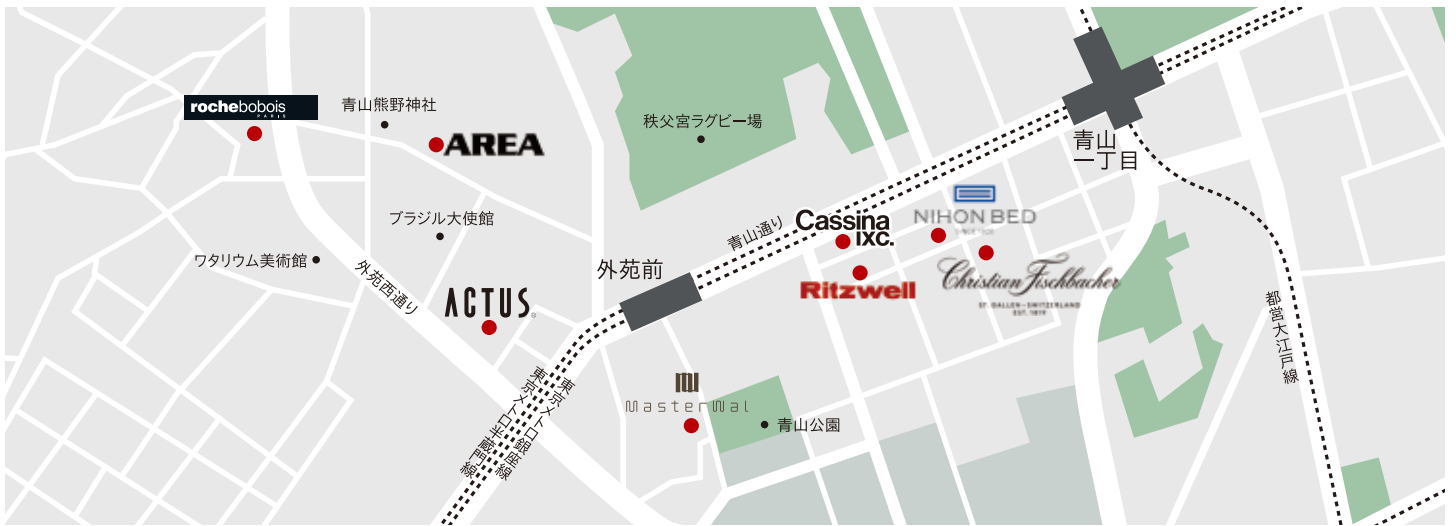 rochebobois
PARIS
青山熊野神社
AREA
秩父宮ラグビー場
青山
一丁目
ブラジル大使館
青山通り
Cassina
ixc.
NIHON BED
SINCE 1926
ワタリウム美術館
外苑西通り
外苑前
Ritzwell
Christian Fischbacher
ST. GALLEN – SWITZERLAND
EST. 1819
ACTUS
都営大江戸線
東京メトロ銀座線
東京メトロ半蔵門線
MasterWal
青山公園